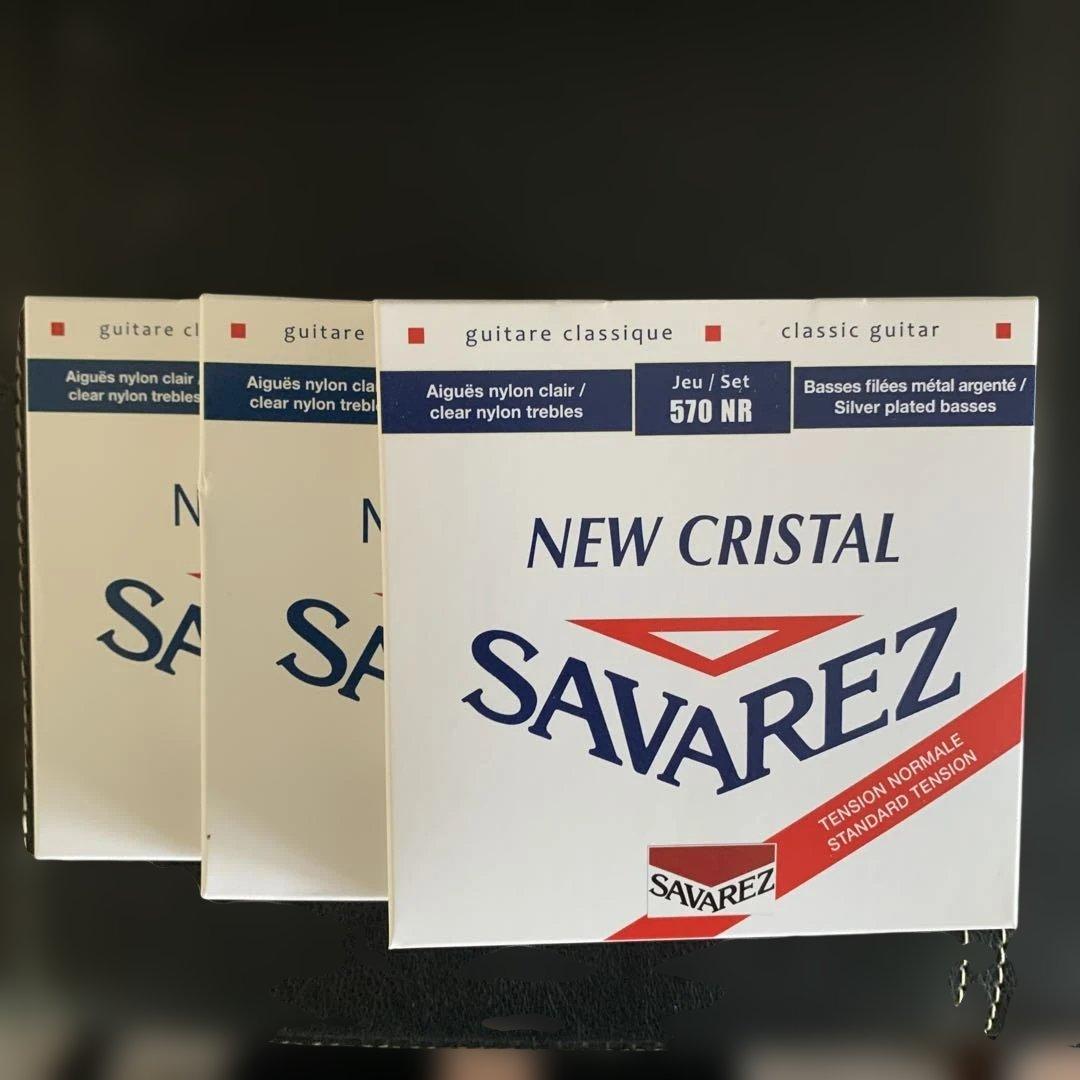 guitare cl
Aiguës nylon clair
clear nylon trebles
N
SA
guitare
Aiguës nylon cla
clear nylon trebl
N
SA
guitare classique
classic guitar
Aiguës nylon clair /
clear nylon trebles
Jeu / Set
570 NR
Basses filées métal argenté /
Silver plated basses
NEW CRISTAL
SAVAREZ
TENSION NORMALE
STANDARD TENSION
SAVAREZ